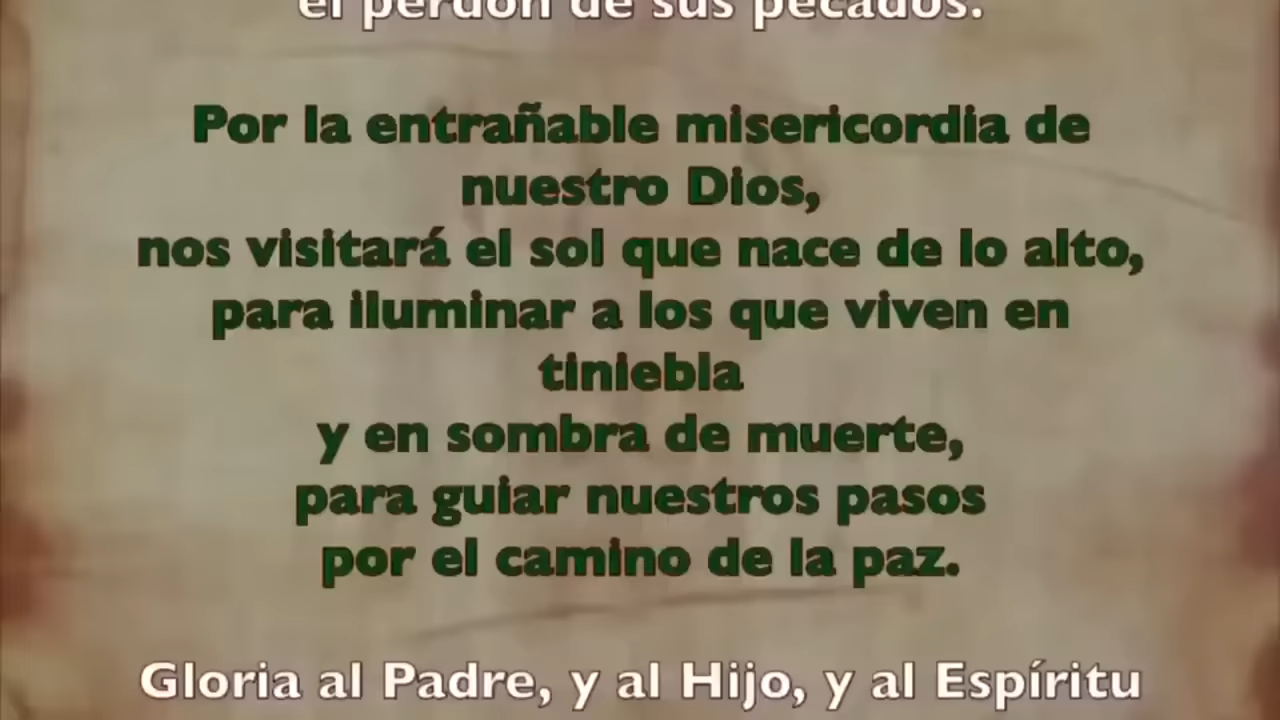 el perdón de sus pecados.
Por la entrañable misericordia de
nuestro Dios,
nos visitará el sol que nace de lo alto,
para iluminar a los que viven en
tiniebla
y en sombra de muerte,
para guiar nuestros pasos
por el camino de la paz.
Gloria al Padre, y al Hijo, y al Espíritu